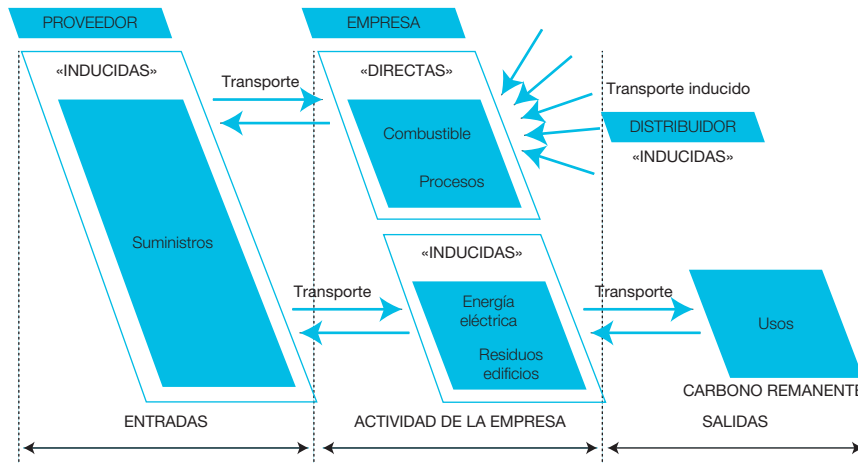 PROVEEDOR
EMPRESA
«INDUCIDAS»
Transporte
«DIRECTAS»
Transporte inducido
DISTRIBUIDOR
«INDUCIDAS»
Combustible
Procesos
Suministros
«INDUCIDAS»
Transporte
Energía
eléctrica
Residuos
edificios
Transporte
Usos
CARBONO REMANENTE
ENTRADAS
ACTIVIDAD DE LA EMPRESA
SALIDAS